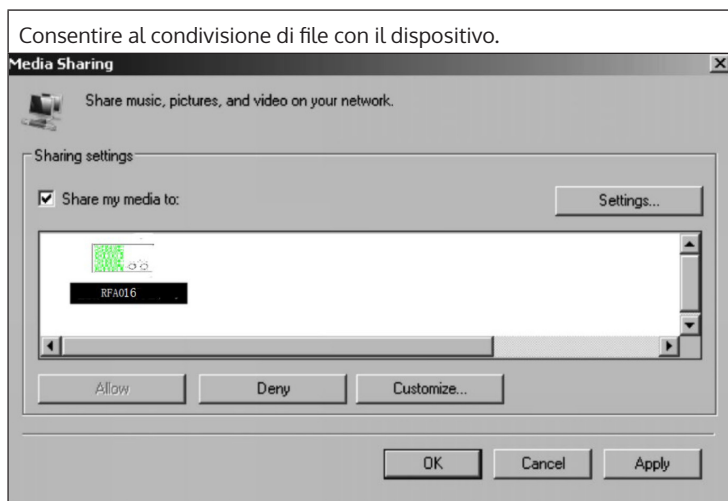 Consentire al condivisione di file con il dispositivo.
Media Sharing
Share music, pictures, and video on your network.
Sharing settings
Share my media to:
Settings...
RFA016
Allow
Deny
Customize...
OK
Cancel
Apply